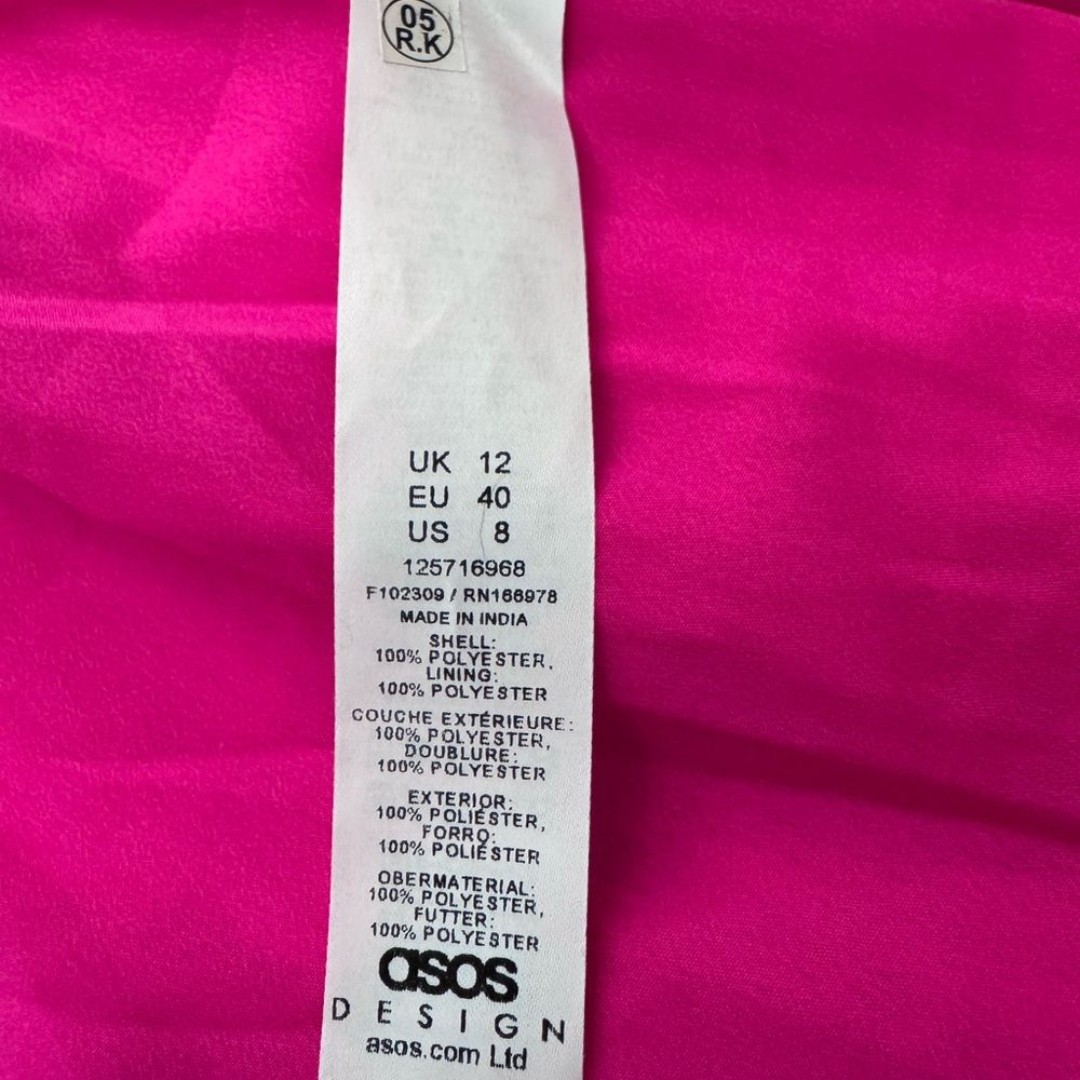 05
R.K
UK 12
EU 40
US 8
125716968
F102309 / RN166978
MADE IN INDIA
SHELL:
100% POLYESTER,
LINING:
100% POLYESTER
COUCHE EXTÉRIEURE:
100% POLYESTER,
DOUBLURE:
100% POLYESTER
EXTERIOR:
100% POLIÉSTER,
FORRO:
100% POLIÉSTER
OBERMATERIAL:
100% POLYESTER,
FUTTER:
100% POLYESTER
asos
DESIGN
asos.com Ltd